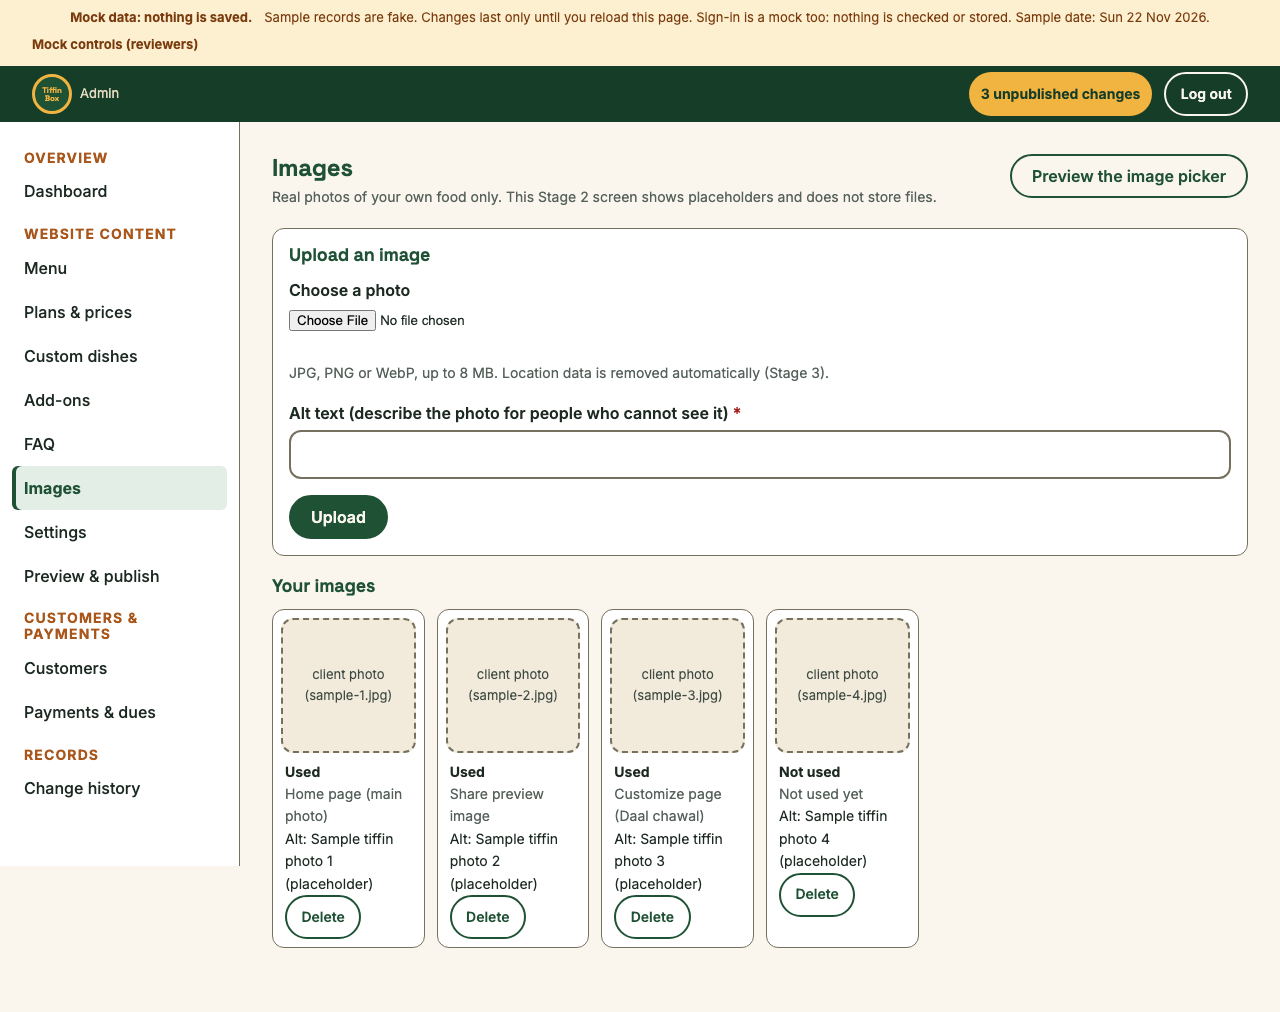 Mock data: nothing is saved. Sample records are fake. Changes last only until you reload this page. Sign-in is a mock too: nothing is checked or stored. Sample date: Sun 22 Nov 2026.
Mock controls (reviewers)
Tiffin
Box
Admin
3 unpublished changes
Log out
OVERVIEW
Dashboard
WEBSITE CONTENT
Menu
Plans & prices
Custom dishes
Add-ons
FAQ
Images
Settings
Preview & publish
CUSTOMERS &
PAYMENTS
Customers
Payments & dues
RECORDS
Change history
Images
Real photos of your own food only. This Stage 2 screen shows placeholders and does not store files.
Preview the image picker
Upload an image
Choose a photo
Choose File No file chosen
JPG, PNG or WebP, up to 8 MB. Location data is removed automatically (Stage 3).
Alt text (describe the photo for people who cannot see it) *
Upload
Your images
client photo
(sample-1.jpg)
Used
Home page (main
photo)
Alt: Sample tiffin
photo 1
(placeholder)
Delete
client photo
(sample-2.jpg)
Used
Share preview
image
Alt: Sample tiffin
photo 2
(placeholder)
Delete
client photo
(sample-3.jpg)
Used
Customize page
(Daal chawal)
Alt: Sample tiffin
photo 3
(placeholder)
Delete
client photo
(sample-4.jpg)
Not used
Not used yet
Alt: Sample tiffin
photo 4
(placeholder)
Delete